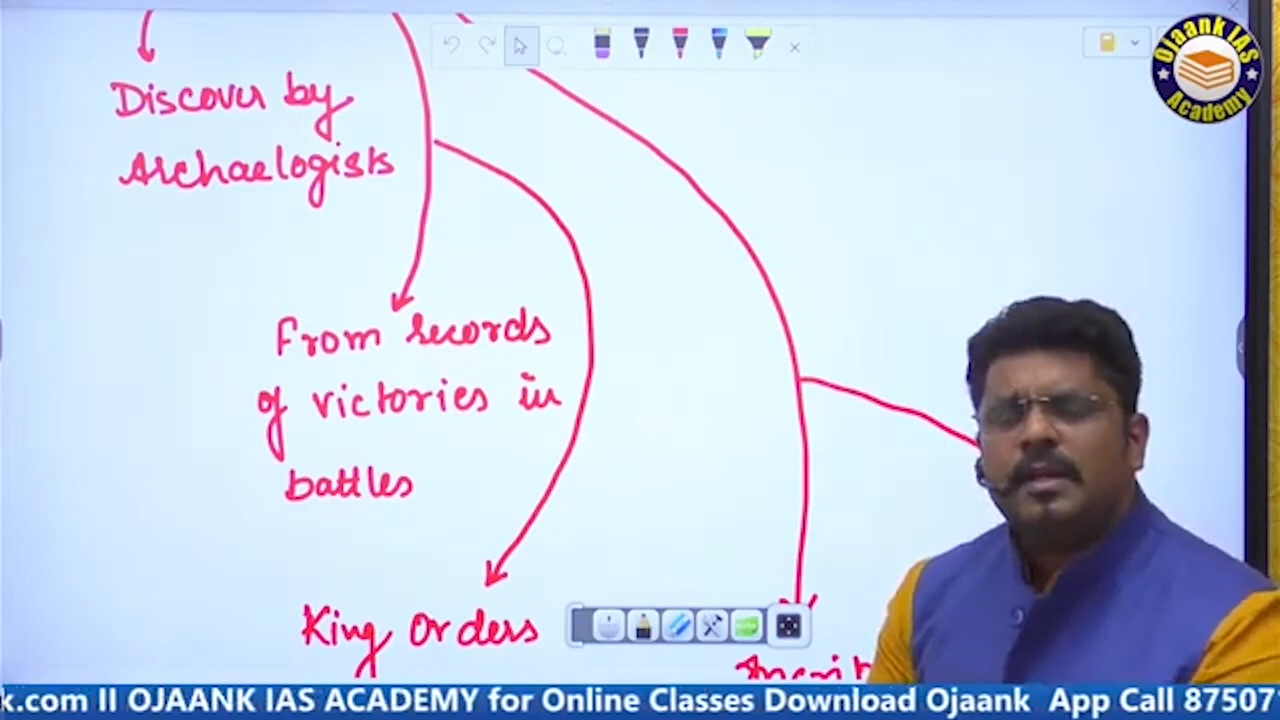 Discover by
Archaelogists
From records
of victories in
battles
King Orders
Ojaank IAS
Academy
k.com II OJAANK IAS ACADEMY for Online Classes Download Ojaank App Call 87507